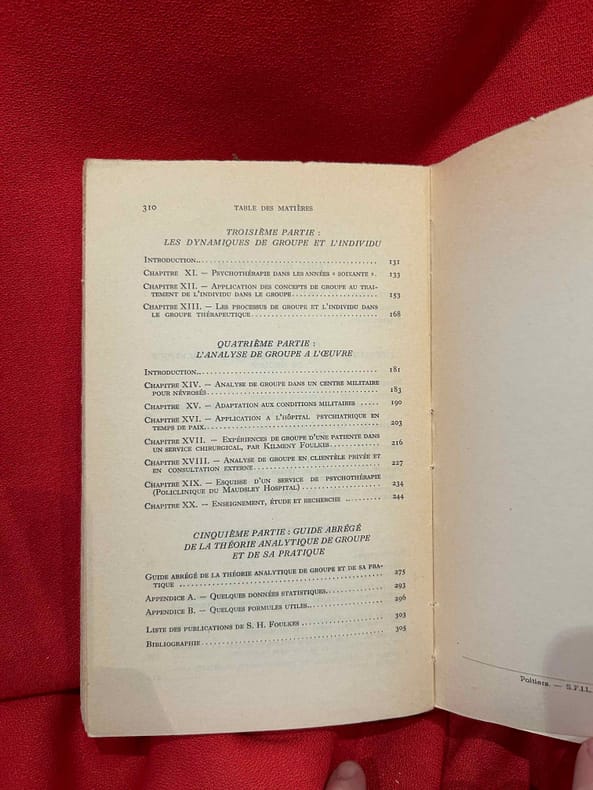 310 TABLE DES MATIÈRES
TROISIÈME PARTIE :
LES DYNAMIQUES DE GROUPE ET L'INDIVIDU
INTRODUCTION................................................ 131
CHAPITRE XI. — PSYCHOTHÉRAPIE DANS LES ANNÉES « SOIXANTE ». 133
CHAPITRE XII. — APPLICATION DES CONCEPTS DE GROUPE AU TRAI-
TEMENT DE L'INDIVIDU DANS LE GROUPE.................... 153
CHAPITRE XIII. — LES PROCESSUS DE GROUPE ET L'INDIVIDU DANS
LE GROUPE THÉRAPEUTIQUE............................ 168
QUATRIÈME PARTIE :
L'ANALYSE DE GROUPE A L'ŒUVRE
INTRODUCTION................................................ 181
CHAPITRE XIV. — ANALYSE DE GROUPE DANS UN CENTRE MILITAIRE
POUR NÉVROSÉS........................................ 183
CHAPITRE XV. — ADAPTATION AUX CONDITIONS MILITAIRES ..... 190
CHAPITRE XVI. — APPLICATION A L'HÔPITAL PSYCHIATRIQUE EN
TEMPS DE PAIX........................................ 203
CHAPITRE XVII. — EXPÉRIENCES DE GROUPE D'UNE PATIENTE DANS
UN SERVICE CHIRURGICAL, PAR KILMENY FOULKES ........ 216
CHAPITRE XVIII. — ANALYSE DE GROUPE EN CLIENTÈLE PRIVÉE ET
EN CONSULTATION EXTERNE............................ 227
CHAPITRE XIX. — ESQUISSE D'UN SERVICE DE PSYCHOTHÉRAPIE
(POLICLINIQUE DU MAUDSLEY HOSPITAL) .................. 234
CHAPITRE XX. — ENSEIGNEMENT, ÉTUDE ET RECHERCHE ........ 244
CINQUIÈME PARTIE : GUIDE ABRÉGÉ
DE LA THÉORIE ANALYTIQUE DE GROUPE
ET DE SA PRATIQUE
GUIDE ABRÉGÉ DE LA THÉORIE ANALYTIQUE DE GROUPE ET DE SA PRA-
TIQUE ................................................ 275
APPENDICE A. — QUELQUES DONNÉES STATISTIQUES............ 293
APPENDICE B. — QUELQUES FORMULES UTILES................ 296
LISTE DES PUBLICATIONS DE S. H. FOULKES .................. 303
BIBLIOGRAPHIE................................................ 305
Poitiers. — S.F.I.L.